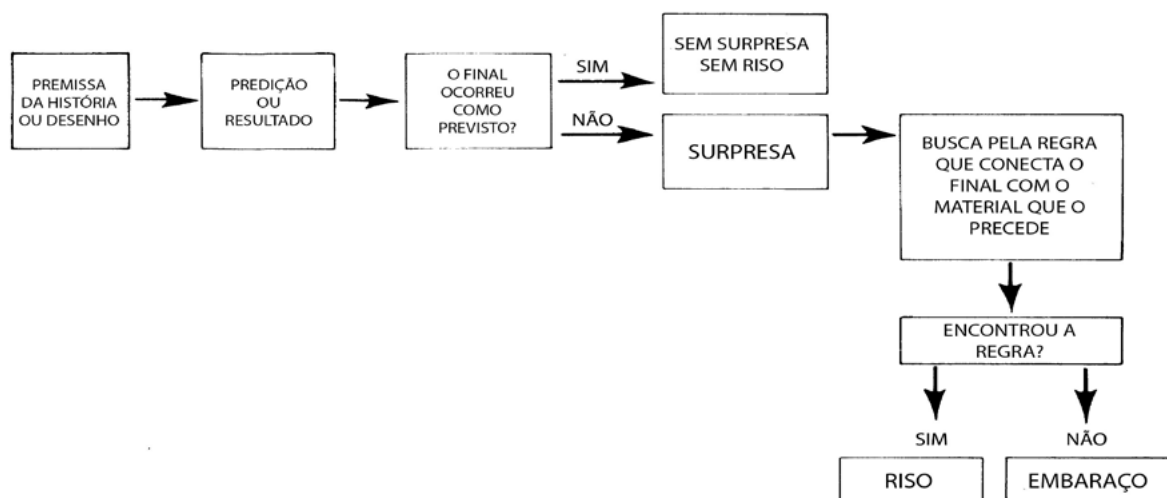 PREMISSA
DA HISTÓRIA
OU DESENHO
PREDIÇÃO
OU
RESULTADO
O FINAL
OCORREU
COMO
PREVISTO?
SIM
SEM SURPRESA
SEM RISO
NÃO
SURPRESA
BUSCA PELA REGRA
QUE CONECTA O
FINAL COM O
MATERIAL QUE O
PRECEDE
ENCONTROU A
REGRA?
SIM
RISO
NÃO
EMBARAÇO